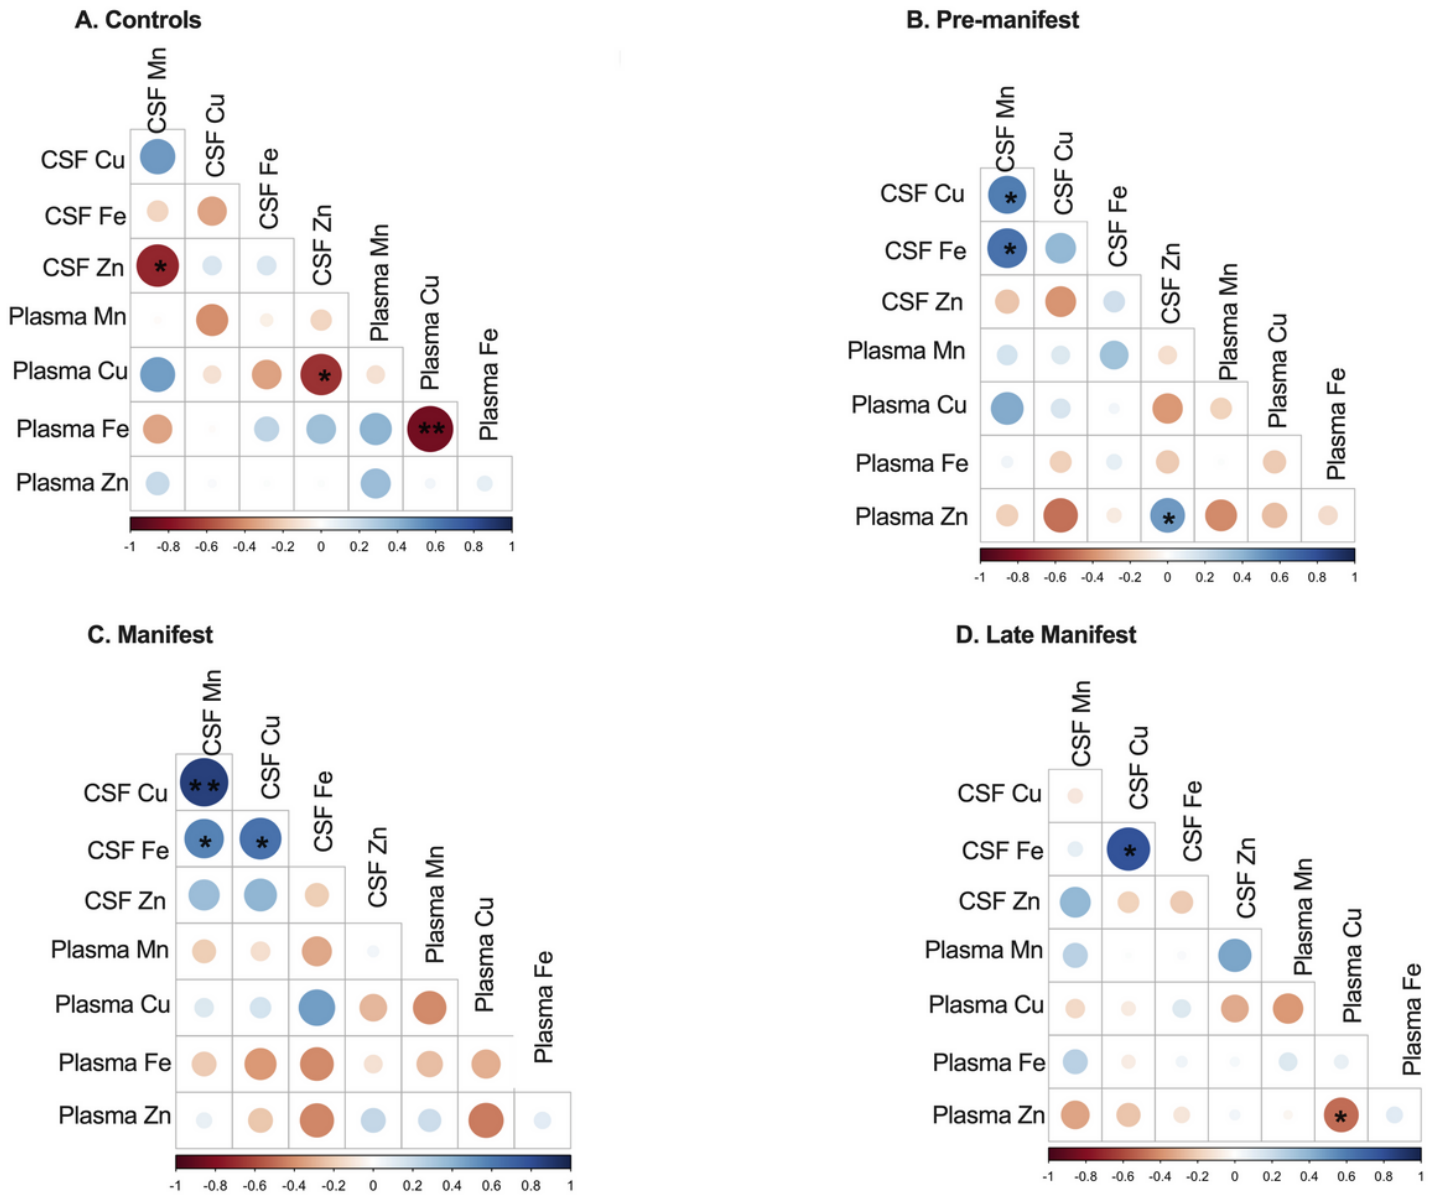 A. Controls
CSF Mn
CSF Cu
CSF Fe
CSF Zn
Plasma Mn
Plasma Cu
Plasma Fe
CSF Cu
CSF Fe
CSF Zn *
Plasma Mn
Plasma Cu *
Plasma Fe **
Plasma Zn
-1 -0.8 -0.6 -0.4 -0.2 0 0.2 0.4 0.6 0.8 1
B. Pre-manifest
CSF Mn
CSF Cu
CSF Fe
CSF Zn
Plasma Mn
Plasma Cu
Plasma Fe
CSF Cu *
CSF Fe *
CSF Zn
Plasma Mn
Plasma Cu
Plasma Fe
Plasma Zn *
-1 -0.8 -0.6 -0.4 -0.2 0 0.2 0.4 0.6 0.8 1
C. Manifest
CSF Mn
CSF Cu
CSF Fe
CSF Zn
Plasma Mn
Plasma Cu
Plasma Fe
CSF Cu **
CSF Fe * *
CSF Zn
Plasma Mn
Plasma Cu
Plasma Fe
Plasma Zn
-1 -0.8 -0.6 -0.4 -0.2 0 0.2 0.4 0.6 0.8 1
D. Late Manifest
CSF Mn
CSF Cu
CSF Fe
CSF Zn
Plasma Mn
Plasma Cu
Plasma Fe
CSF Cu
CSF Fe *
CSF Zn
Plasma Mn
Plasma Cu
Plasma Fe
Plasma Zn *
-1 -0.8 -0.6 -0.4 -0.2 0 0.2 0.4 0.6 0.8 1